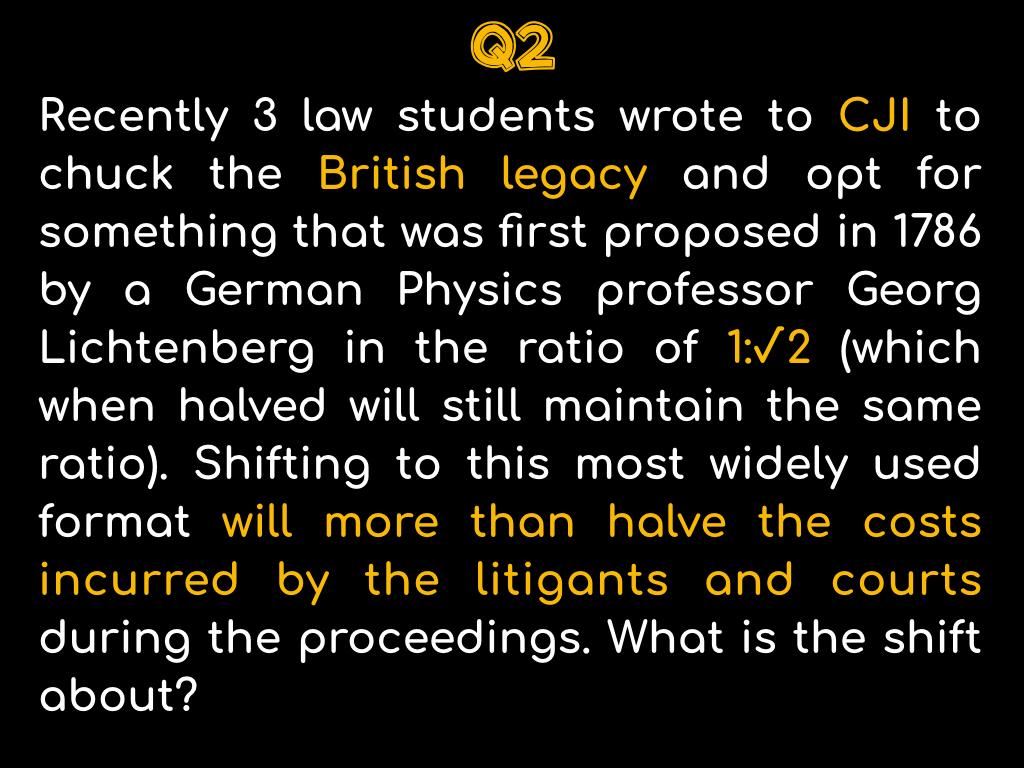 Q2
Recently 3 law students wrote to CJI to
chuck the British legacy and opt for
something that was first proposed in 1786
by a German Physics professor Georg
Lichtenberg in the ratio of 1:√2 (which
when halved will still maintain the same
ratio). Shifting to this most widely used
format will more than halve the costs
incurred by the litigants and courts
during the proceedings. What is the shift
about?